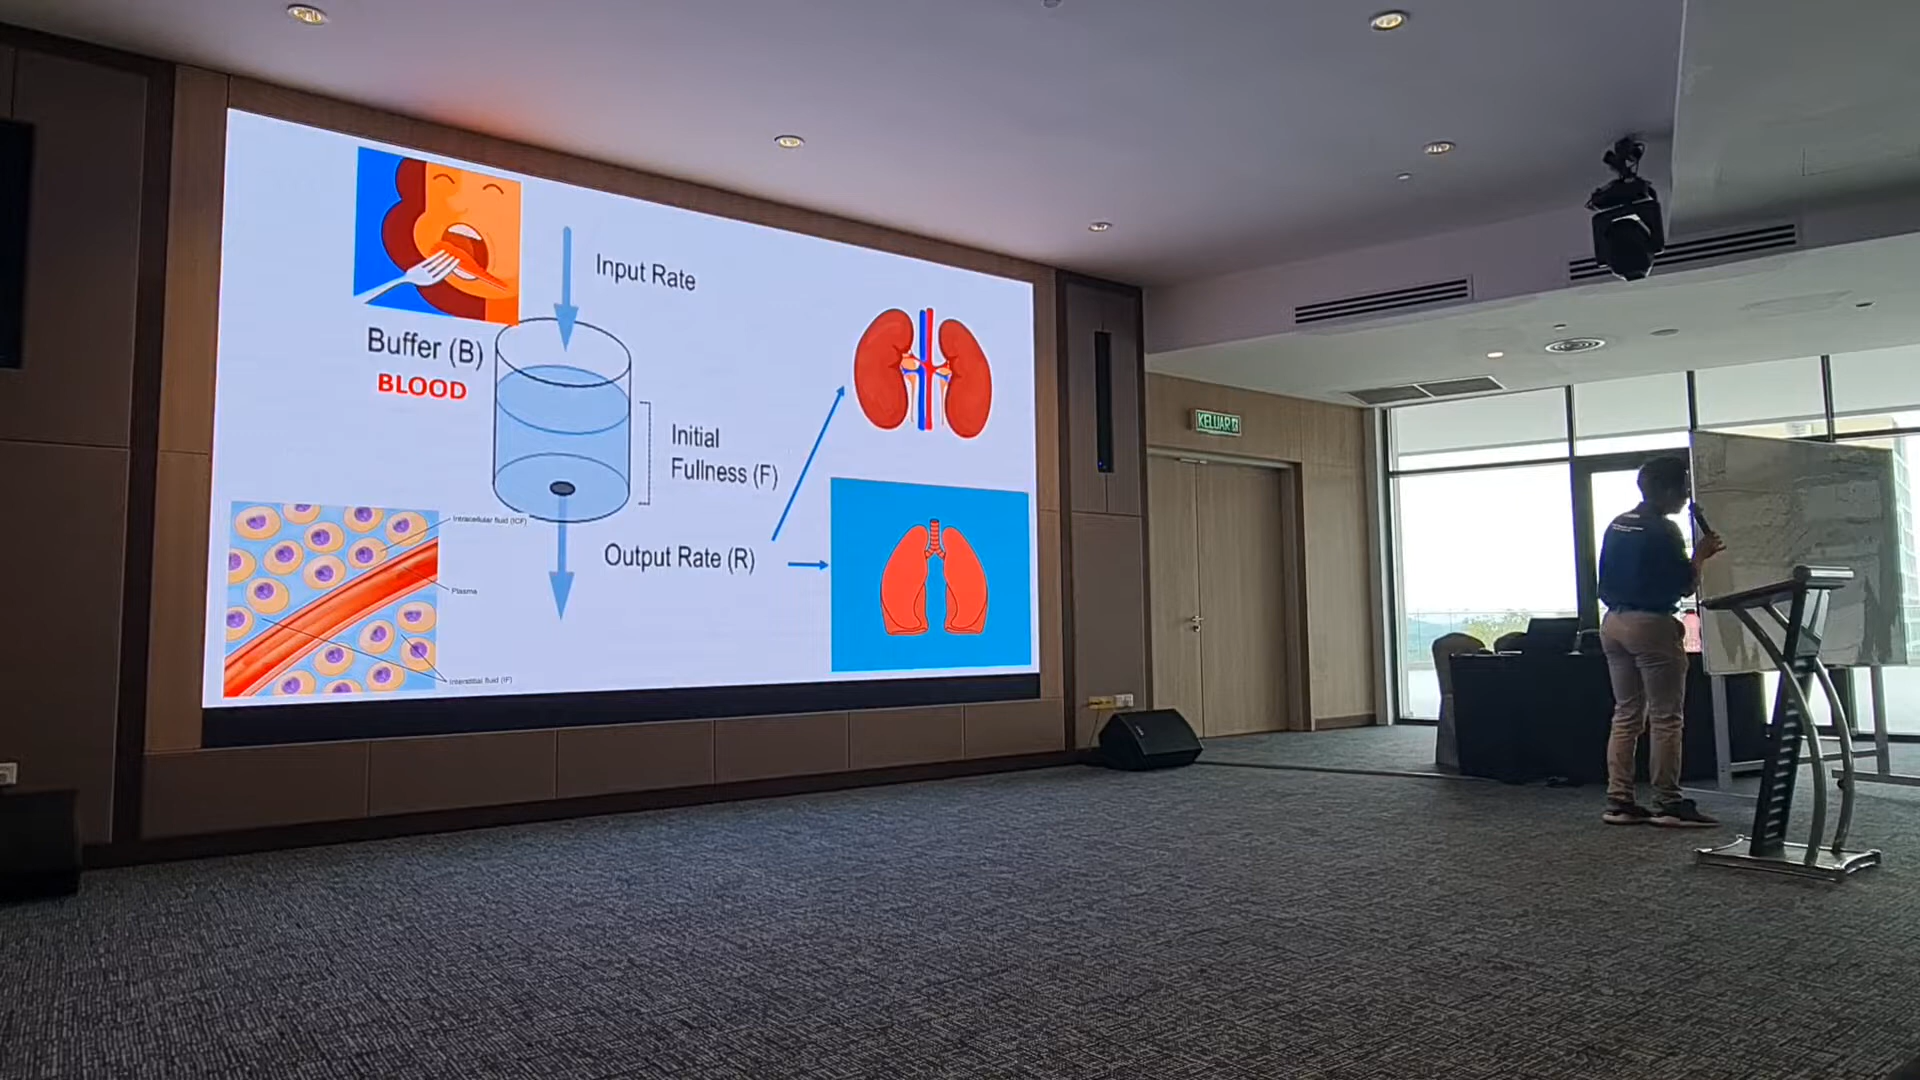 Input Rate
Buffer (B)
BLOOD
Initial
Fullness (F)
Output Rate (R)
Intracellular fluid (ICF)
Plasma
Interstitial fluid (IF)
KELUAR